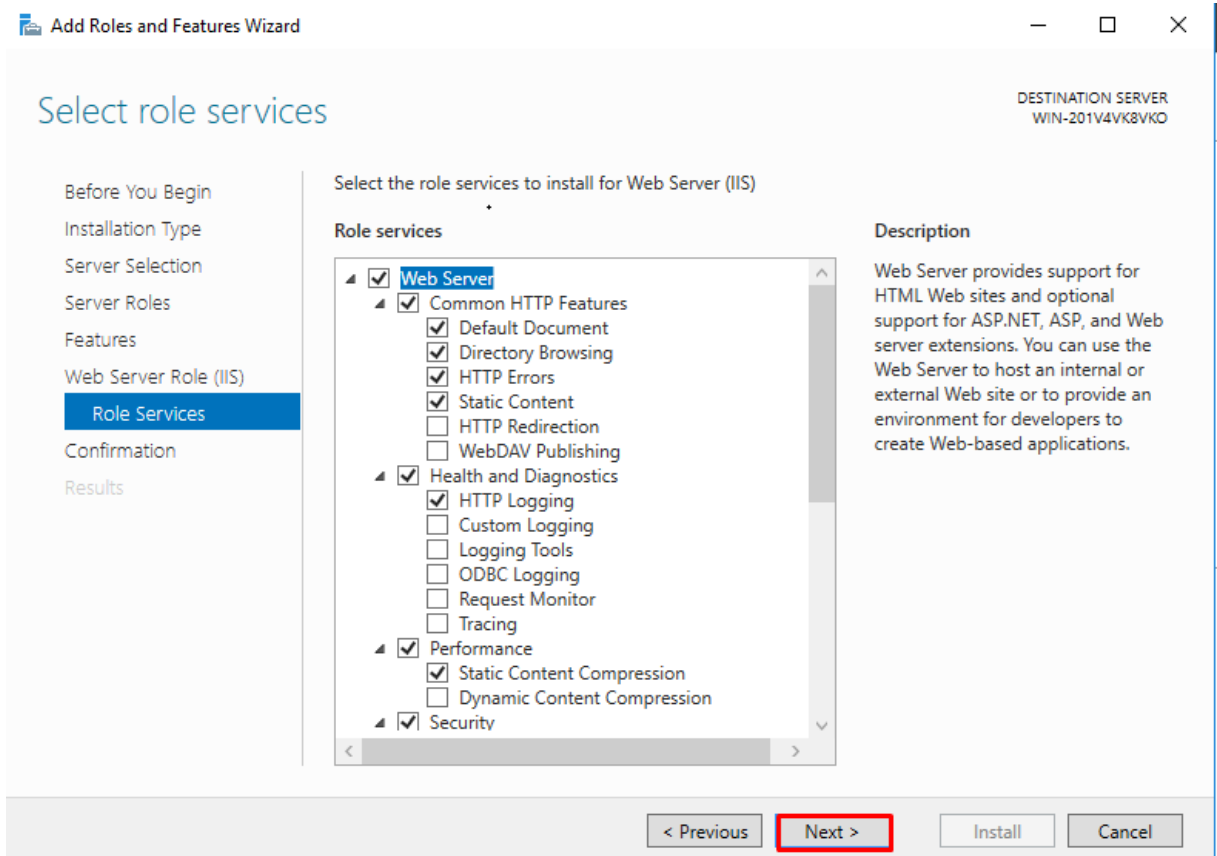 Add Roles and Features Wizard
Select role services
DESTINATION SERVER
WIN-201V4VK8VKO
Before You Begin
Installation Type
Server Selection
Server Roles
Features
Web Server Role (IIS)
Role Services
Confirmation
Results
Select the role services to install for Web Server (IIS)
Role services
Web Server
Common HTTP Features
Default Document
Directory Browsing
HTTP Errors
Static Content
HTTP Redirection
WebDAV Publishing
Health and Diagnostics
HTTP Logging
Custom Logging
Logging Tools
ODBC Logging
Request Monitor
Tracing
Performance
Static Content Compression
Dynamic Content Compression
Security
Description
Web Server provides support for
HTML Web sites and optional
support for ASP.NET, ASP, and Web
server extensions. You can use the
Web Server to host an internal or
external Web site or to provide an
environment for developers to
create Web-based applications.
< Previous
Next >
Install
Cancel